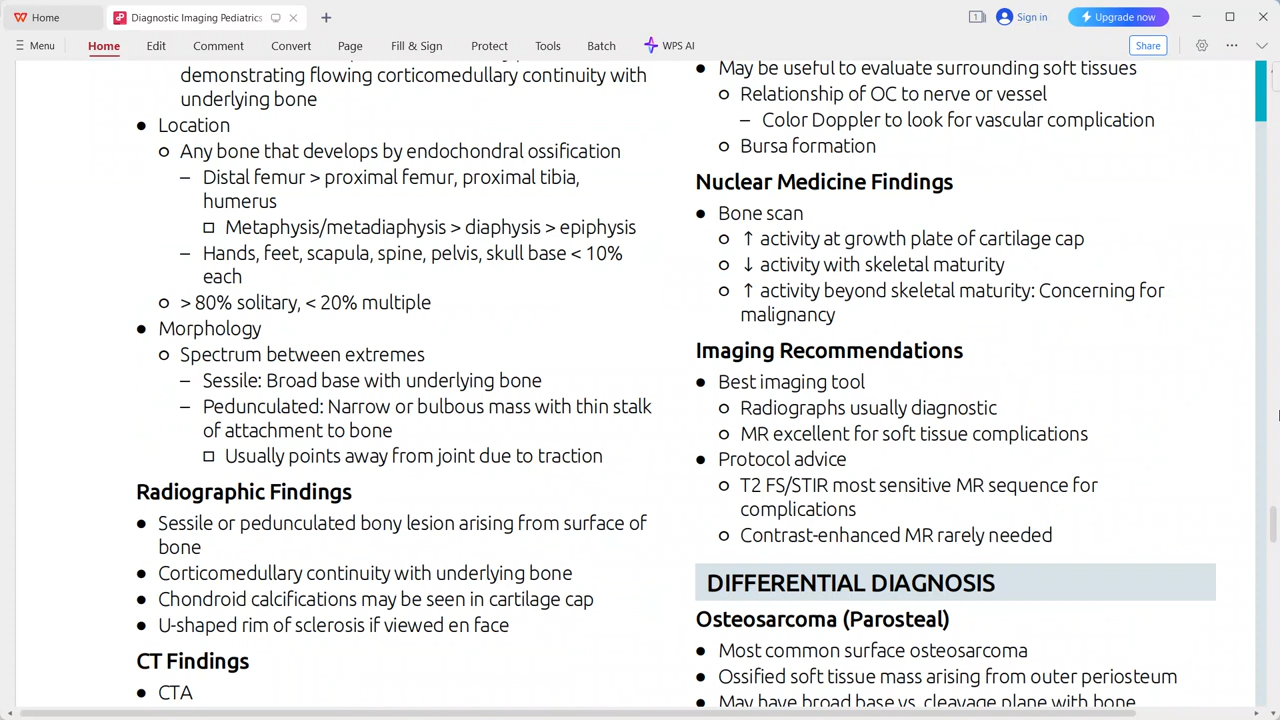 Home
Diagnostic Imaging Pediatrics
1
Sign in
Upgrade now
Menu
Home
Edit
Comment
Convert
Page
Fill & Sign
Protect
Tools
Batch
WPS AI
Share
demonstrating flowing corticomedullary continuity with
underlying bone
● Location
○ Any bone that develops by endochondral ossification
– Distal femur > proximal femur, proximal tibia,
humerus
□ Metaphysis/metadiaphysis > diaphysis > epiphysis
– Hands, feet, scapula, spine, pelvis, skull base < 10%
each
○ > 80% solitary, < 20% multiple
● Morphology
○ Spectrum between extremes
– Sessile: Broad base with underlying bone
– Pedunculated: Narrow or bulbous mass with thin stalk
of attachment to bone
□ Usually points away from joint due to traction
Radiographic Findings
● Sessile or pedunculated bony lesion arising from surface of
bone
● Corticomedullary continuity with underlying bone
● Chondroid calcifications may be seen in cartilage cap
● U-shaped rim of sclerosis if viewed en face
CT Findings
● CTA
● May be useful to evaluate surrounding soft tissues
○ Relationship of OC to nerve or vessel
– Color Doppler to look for vascular complication
○ Bursa formation
Nuclear Medicine Findings
● Bone scan
○ ↑ activity at growth plate of cartilage cap
○ ↓ activity with skeletal maturity
○ ↑ activity beyond skeletal maturity: Concerning for
malignancy
Imaging Recommendations
● Best imaging tool
○ Radiographs usually diagnostic
○ MR excellent for soft tissue complications
● Protocol advice
○ T2 FS/STIR most sensitive MR sequence for
complications
○ Contrast-enhanced MR rarely needed
DIFFERENTIAL DIAGNOSIS
Osteosarcoma (Parosteal)
● Most common surface osteosarcoma
● Ossified soft tissue mass arising from outer periosteum
● May have broad base vs. cleavage plane with bone